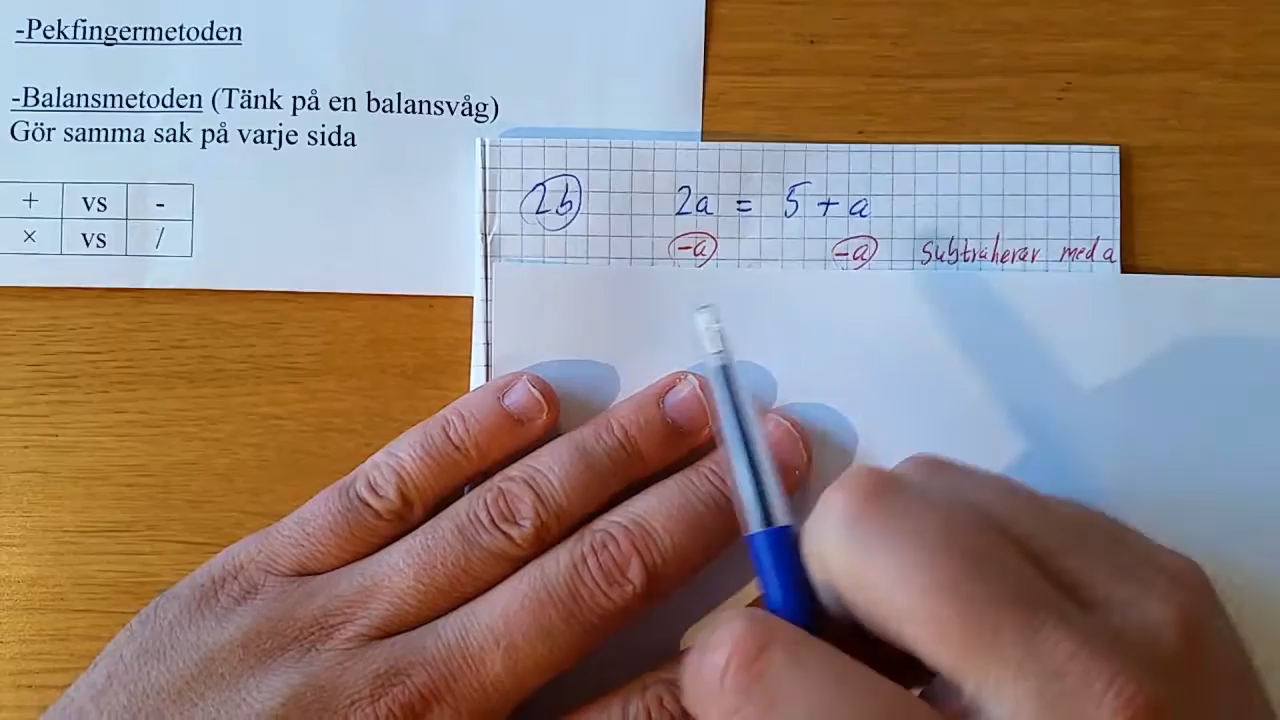 -Pekfingermetoden
-Balansmetoden (Tänk på en balansvåg)
Gör samma sak på varje sida
+ vs -
× vs /
2b 2a = 5 + a
-a -a Subtraherar med a